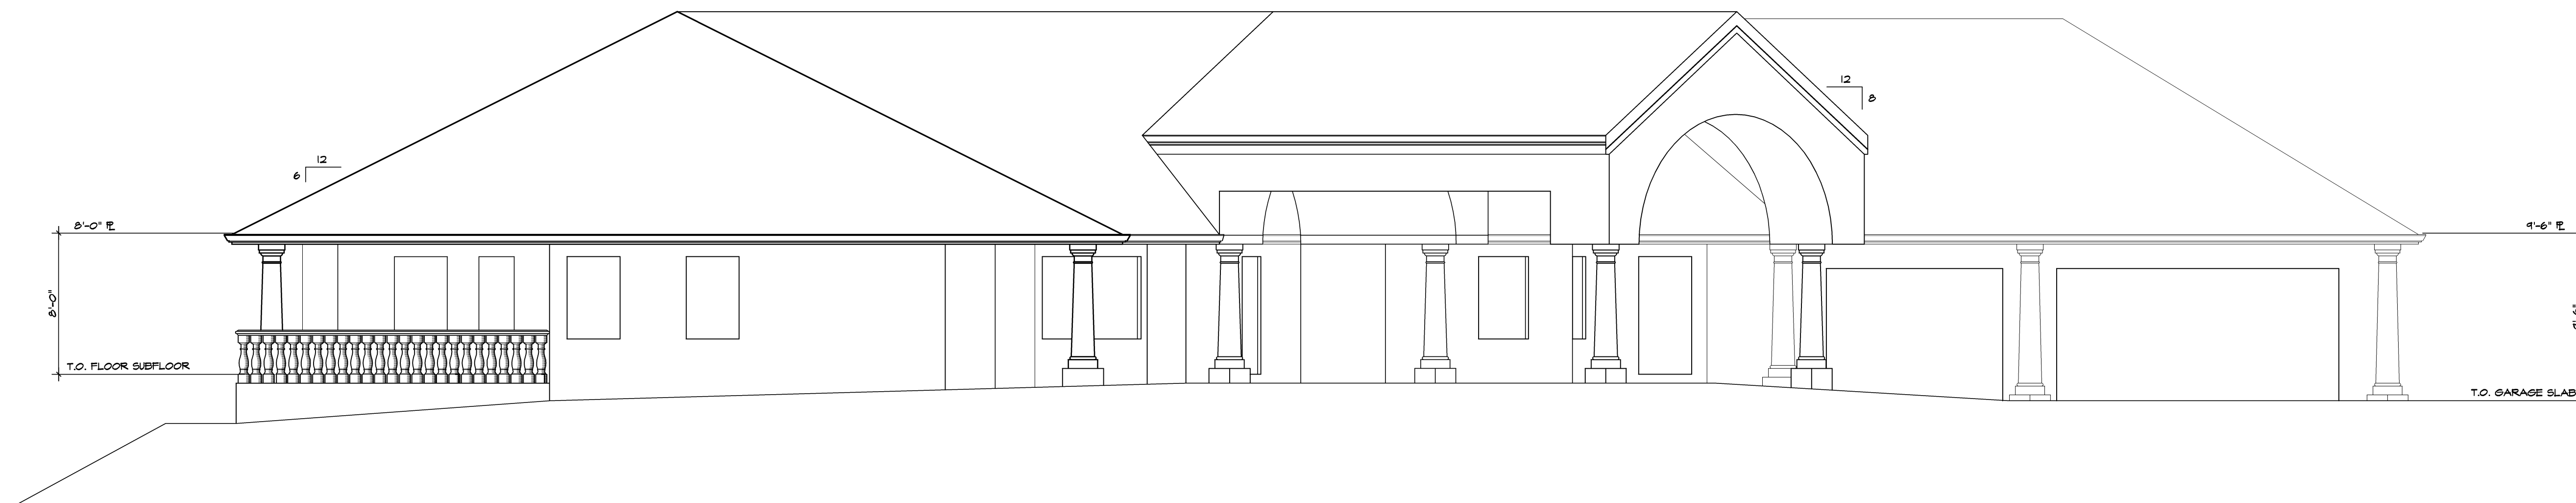 12
8
12
6
8'-0" PL
9'-6" PL
8'-0"
T.O. FLOOR SUBFLOOR
T.O. GARAGE SLAB